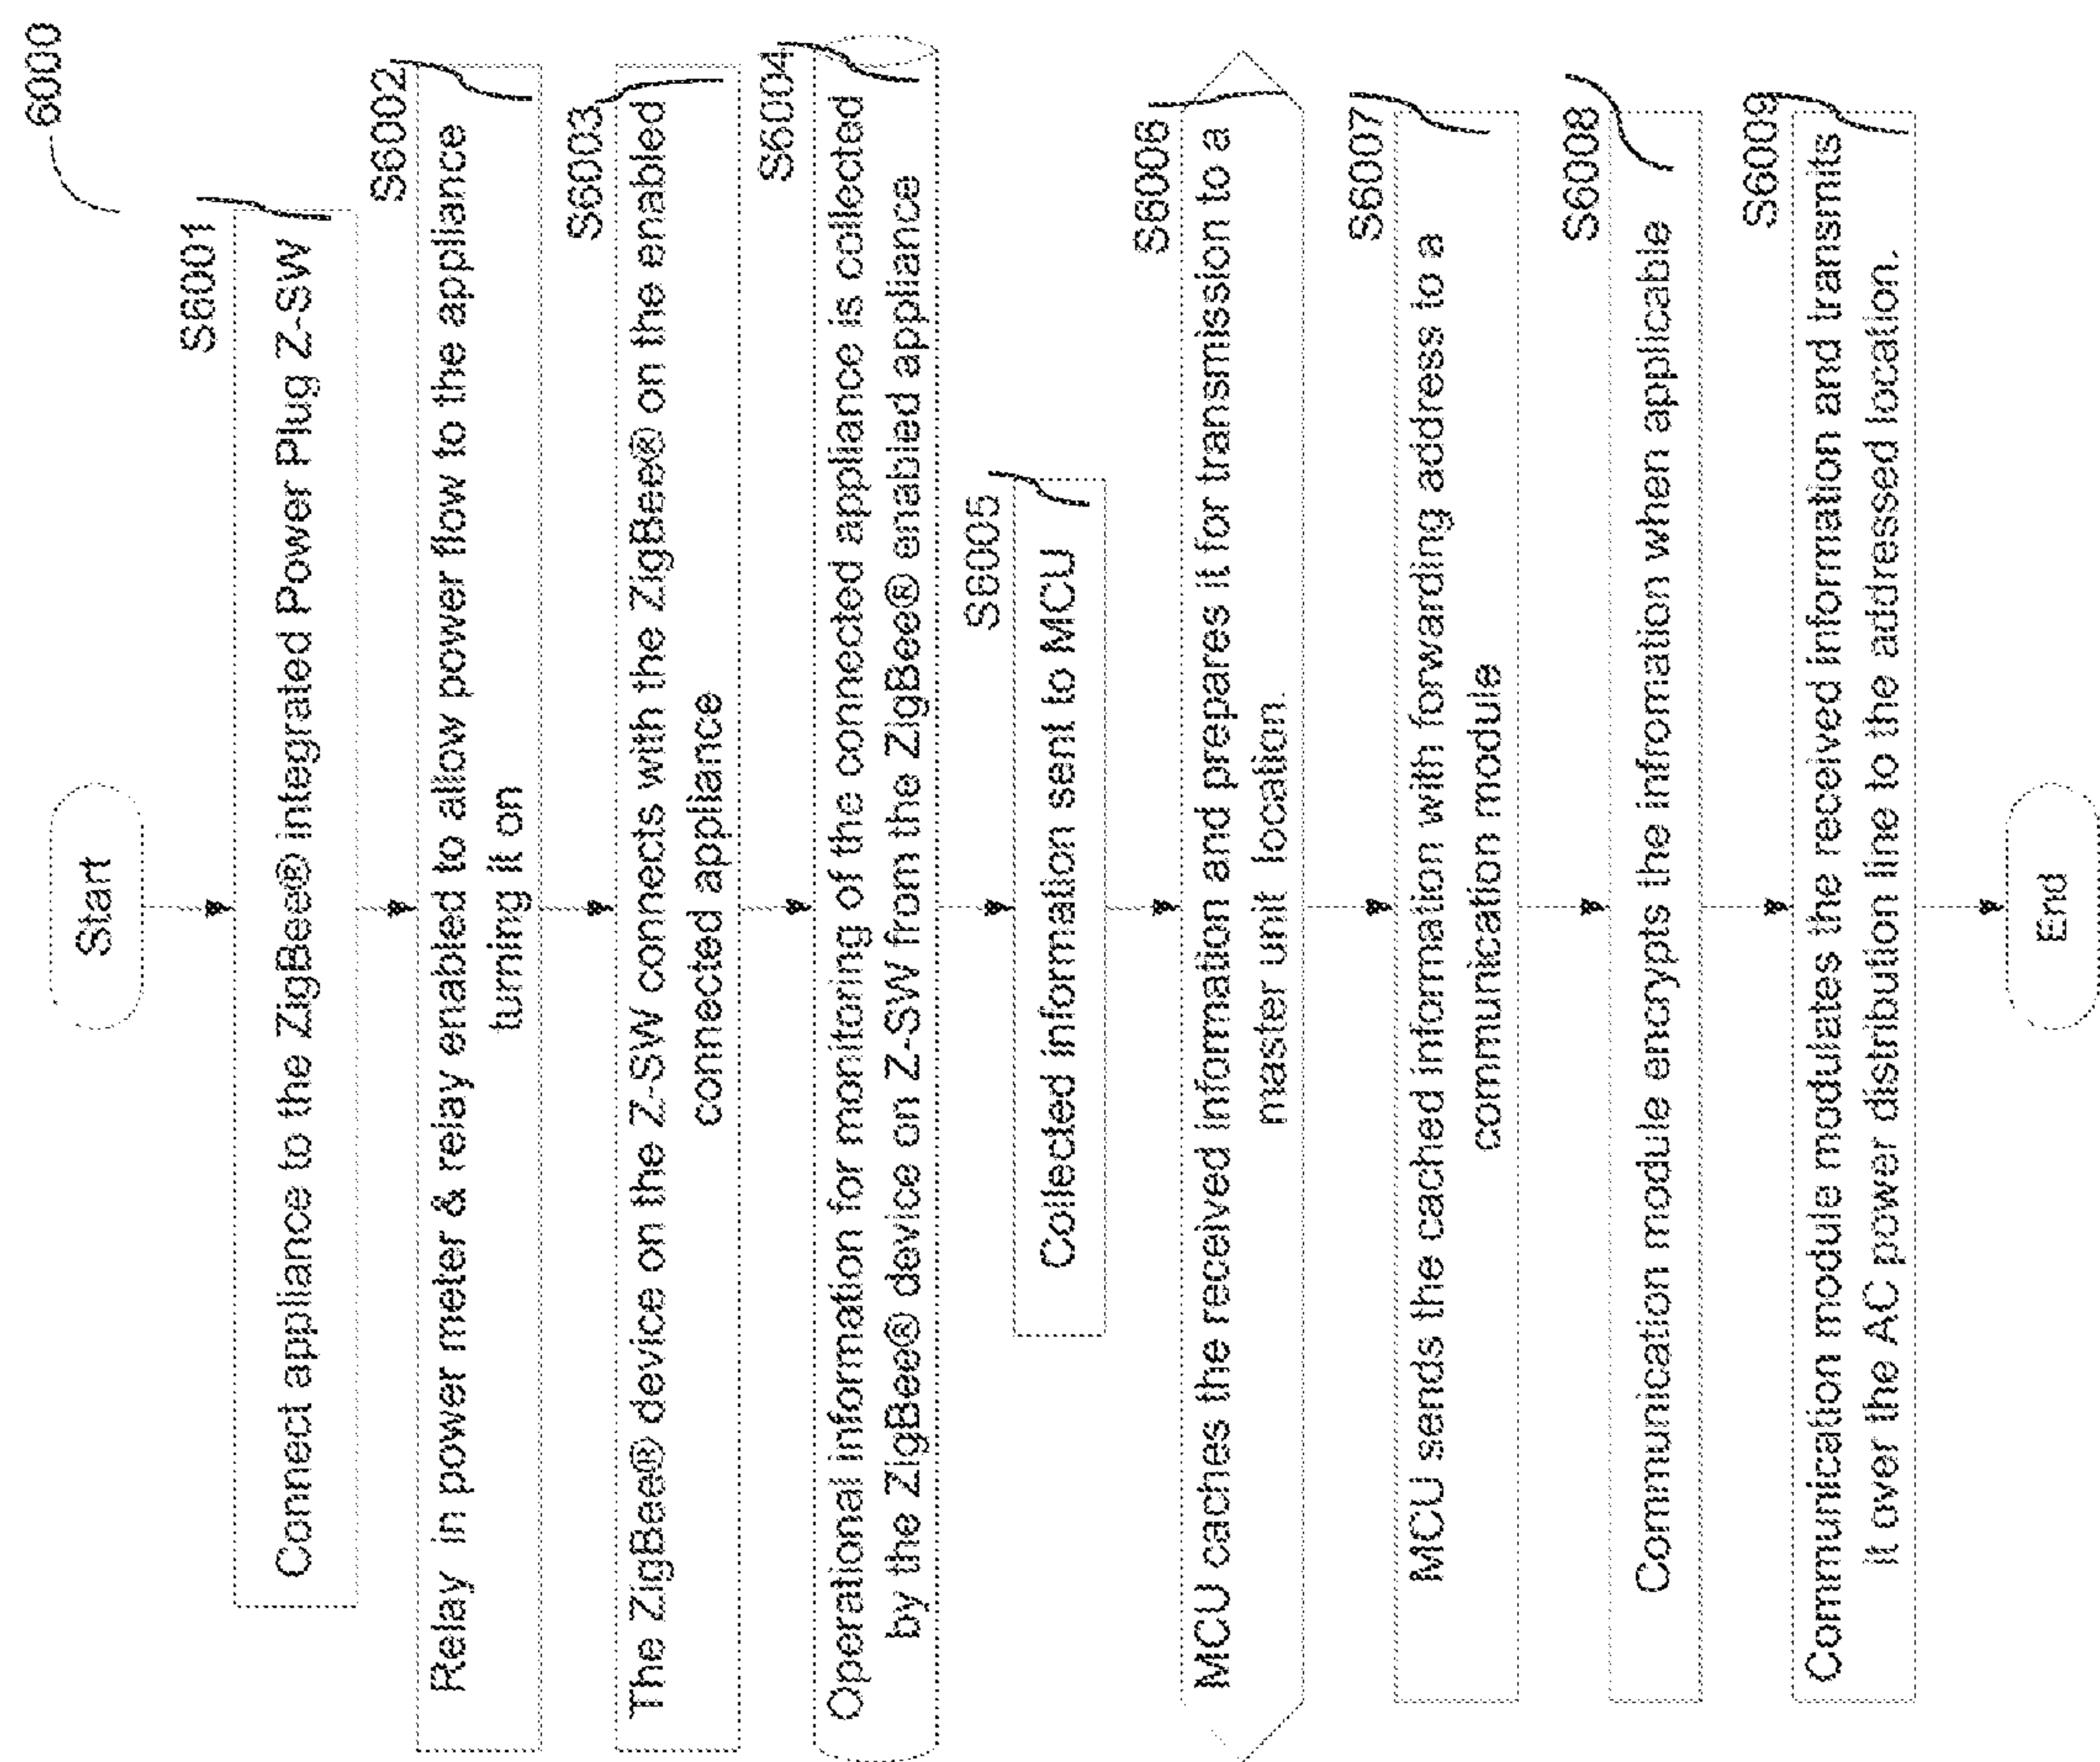 6000
Start
S6001
Connect appliance to the ZigBee® integrated Power Plug Z-SW
S6002
Relay in power meter & relay enabled to allow power flow to the appliance
turning it on
S6003
The ZigBee® device on the Z-SW connects with the ZigBee® on the enabled
connected appliance
S6004
Operational information for monitoring of the connected appliance is collected
by the ZigBee® device on Z-SW from the ZigBee® enabled appliance
S6005
Collected information sent to MCU
S6006
MCU caches the received information and prepares it for transmission to a
master unit location.
S6007
MCU sends the cached information with forwarding address to a
communication module
S6008
Communication module encrypts the infromation when applicable
S6009
Communication module modulates the received information and transmits
it over the AC power distribution line to the addressed location.
End